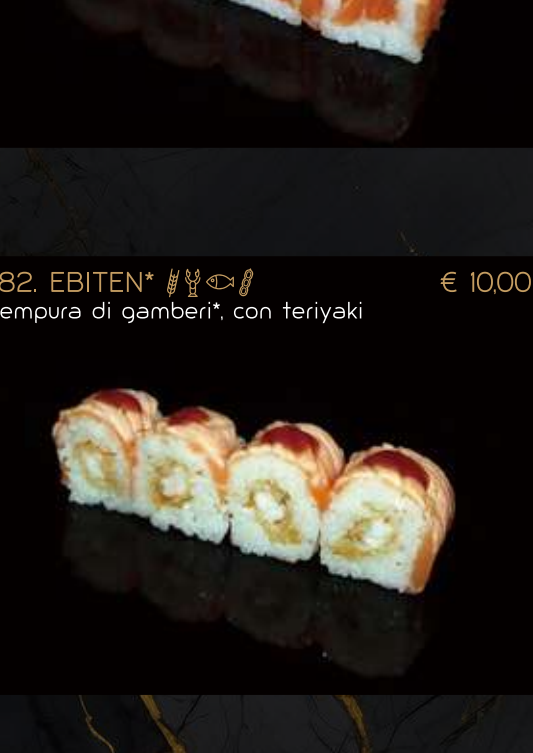 82. EBITEN* € 10,00
empura di gamberi*, con teriyaki